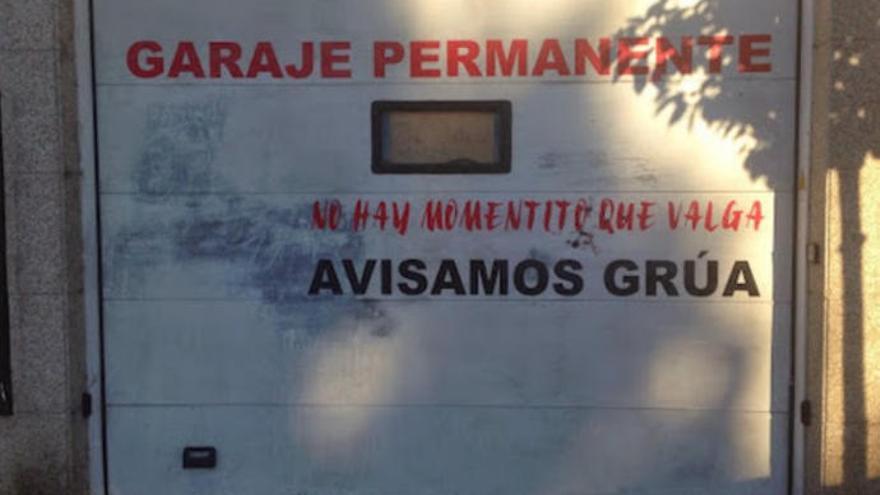 GARAJE PERMANENTE
NO HAY MOMENTITO QUE VALGA
AVISAMOS GRÚA